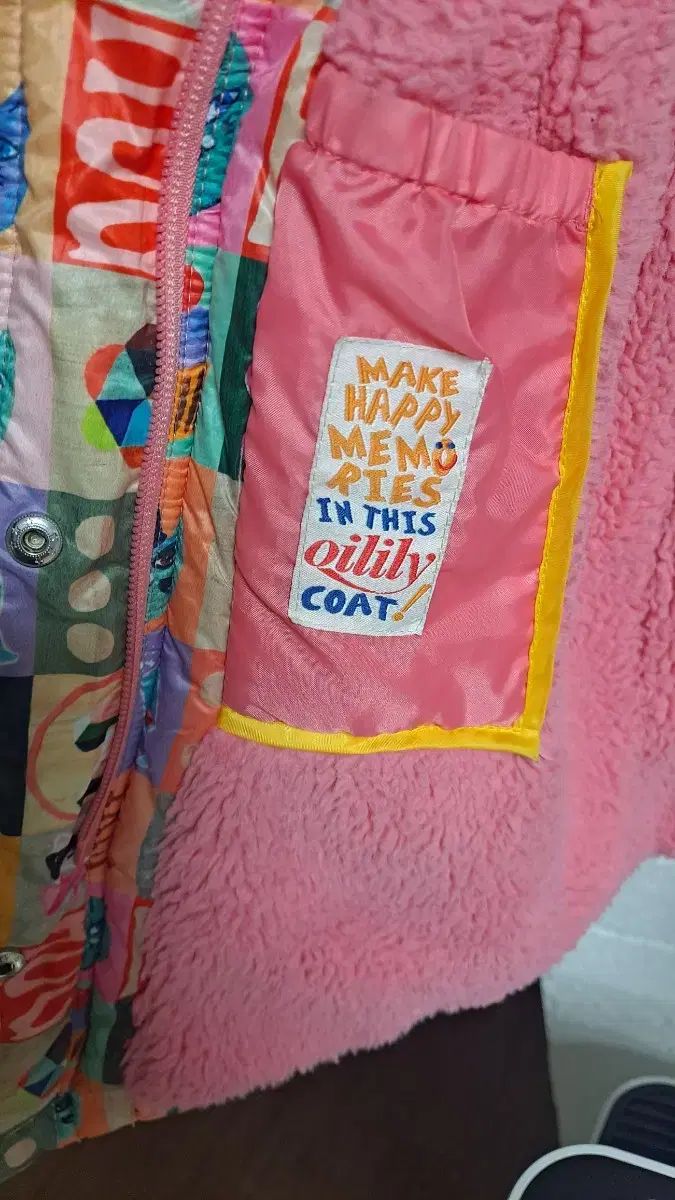 MAKE
HAPPY
MEMO
RIES
IN THIS
Oilily
COAT!